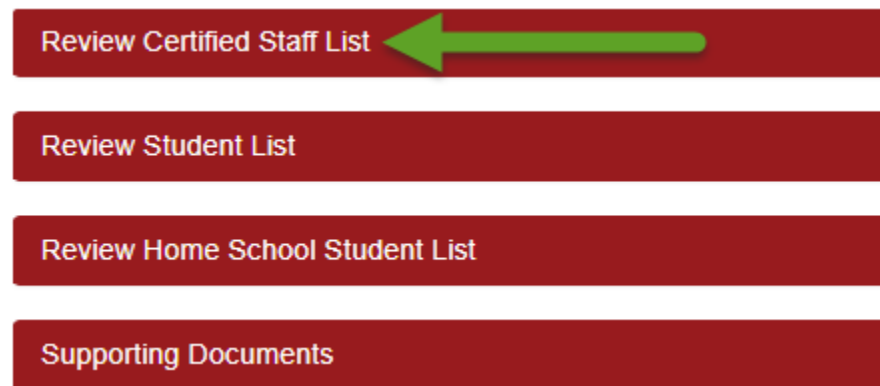 Review Certified Staff List
Review Student List
Review Home School Student List
Supporting Documents